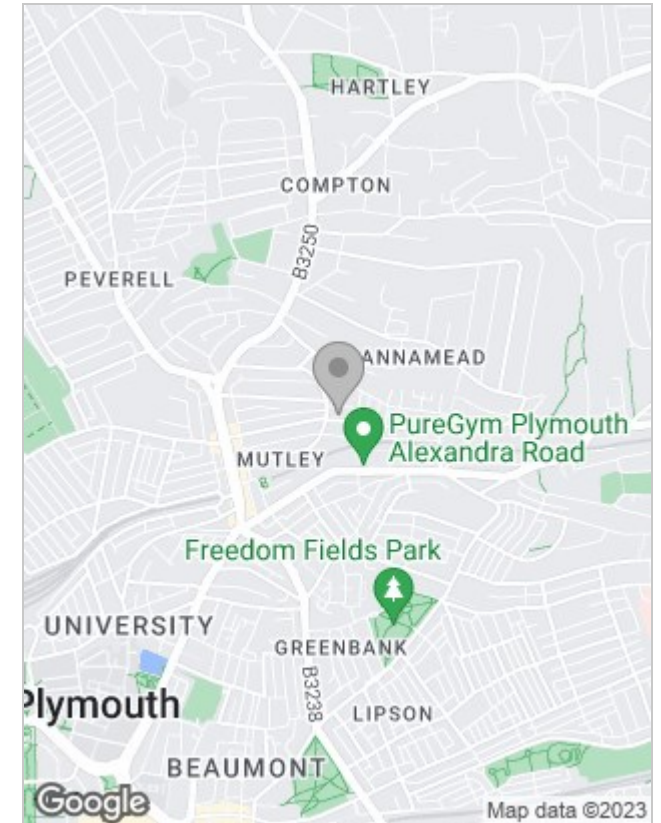 HARTLEY
COMPTON
B3250
PEVERELL
ANNAMEAD
PureGym Plymouth
Alexandra Road
MUTLEY
Freedom Fields Park
UNIVERSITY
GREENBANK
B3238
Plymouth
LIPSON
BEAUMONT
Google
Map data ©2023